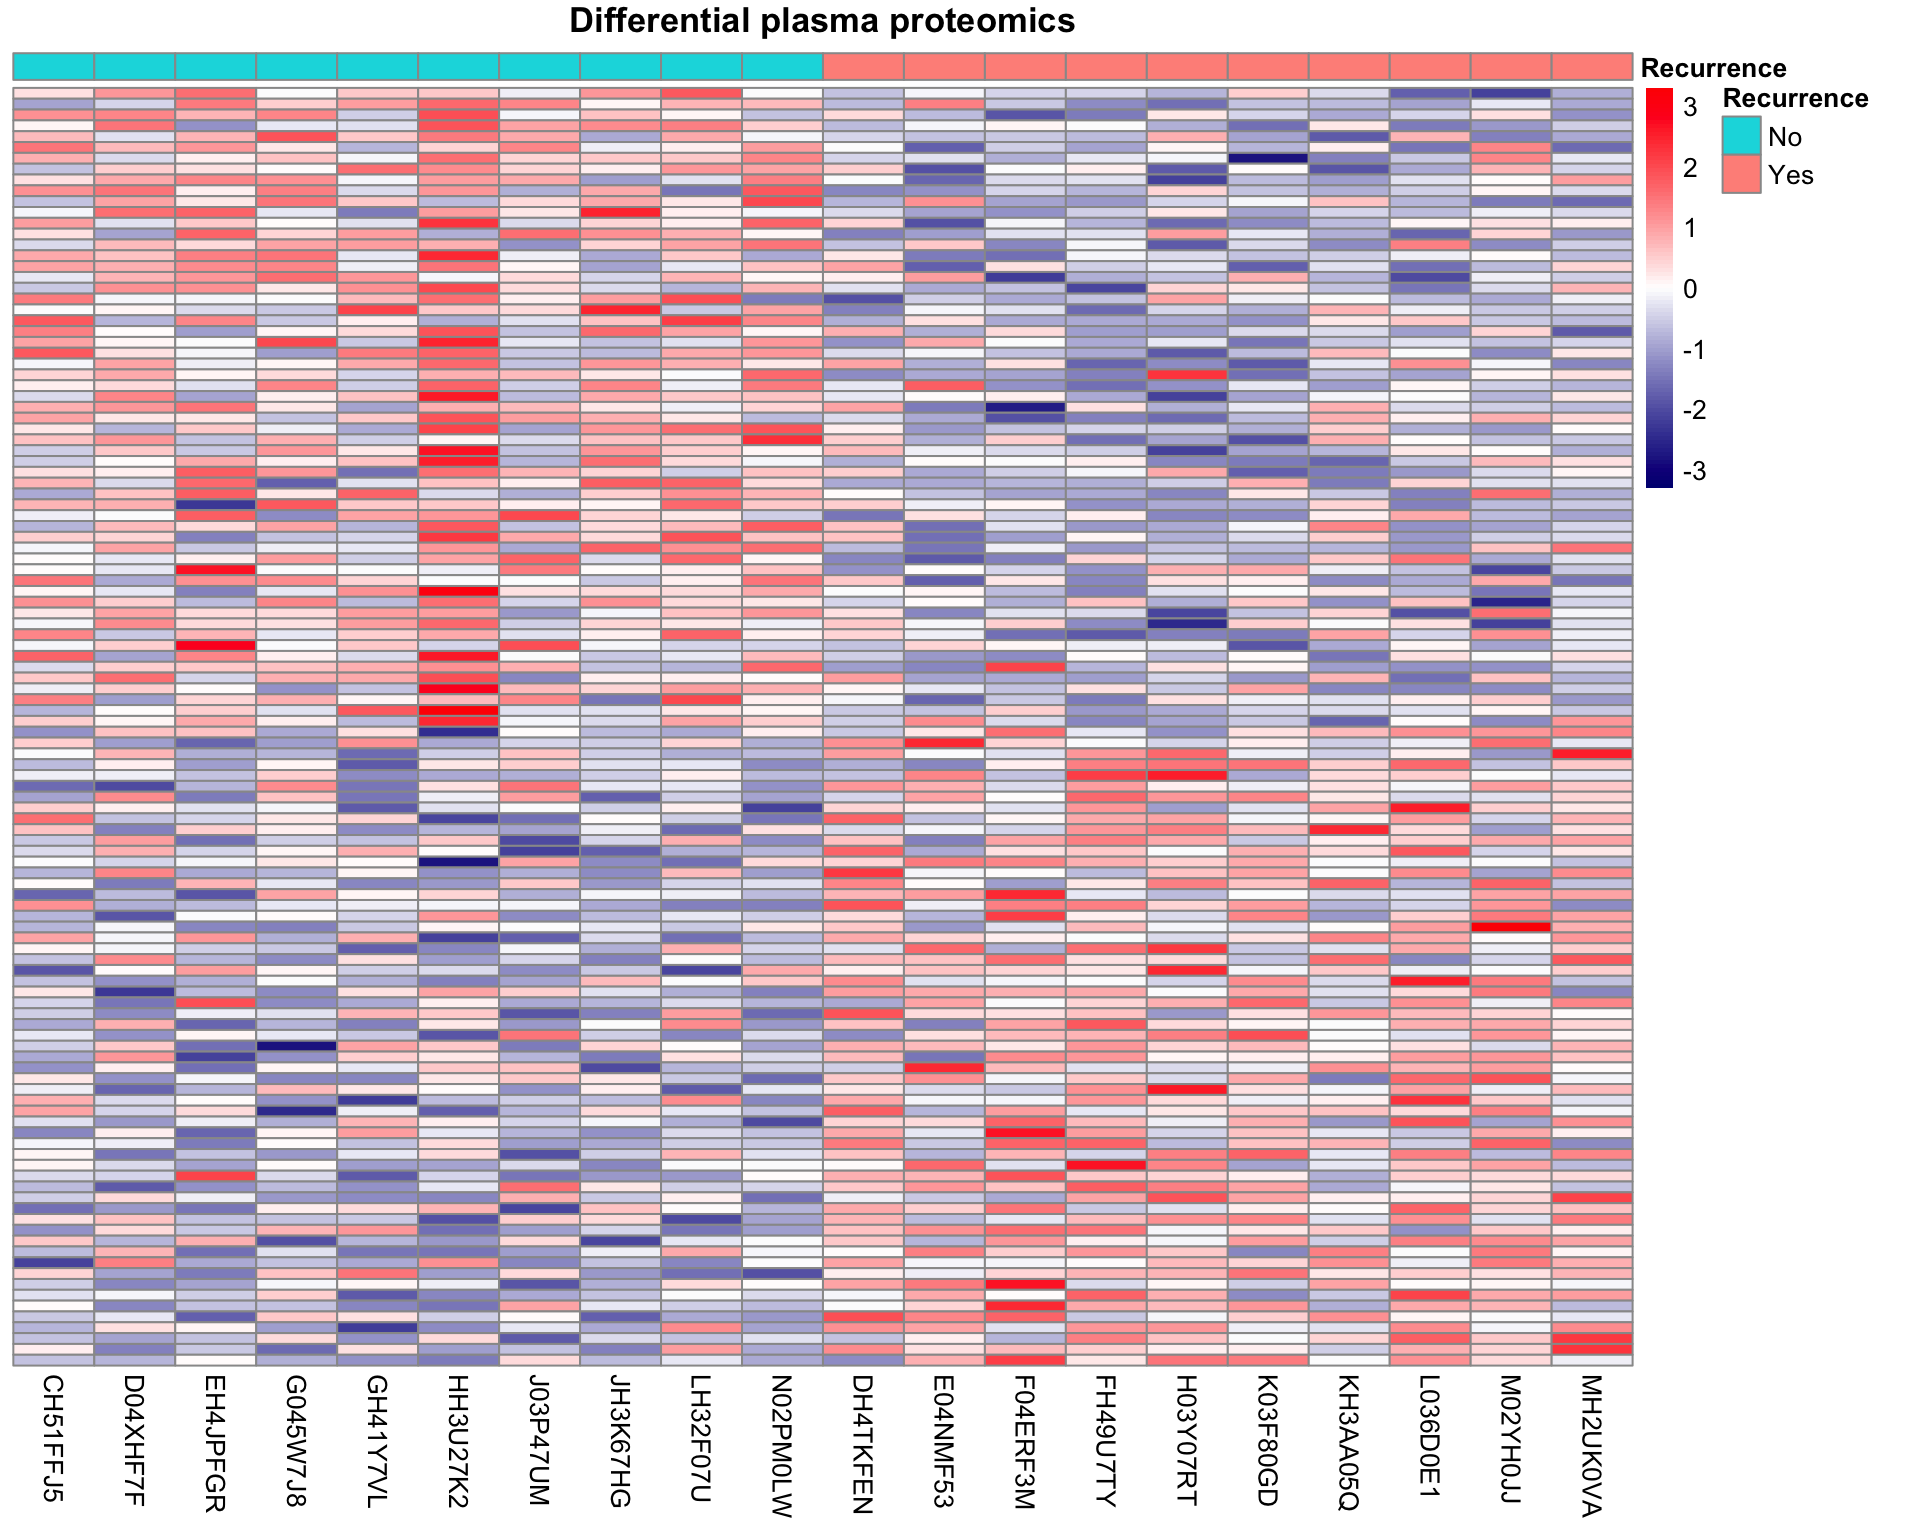 Differential plasma proteomics
Recurrence
3
2
1
0
-1
-2
-3
Recurrence
No
Yes
CH51FFJ5
D04XHF7F
EH4JPFGR
G045W7J8
GH41Y7VL
HH3U27K2
J03P47UM
JH3K67HG
LH32F07U
N02PM0LW
DH4TKFEN
E04NMF53
F04ERF3M
FH49U7TY
H03Y07RT
K03F80GD
KH3AA05Q
L036D0E1
M02YH0JJ
MH2UK0VA